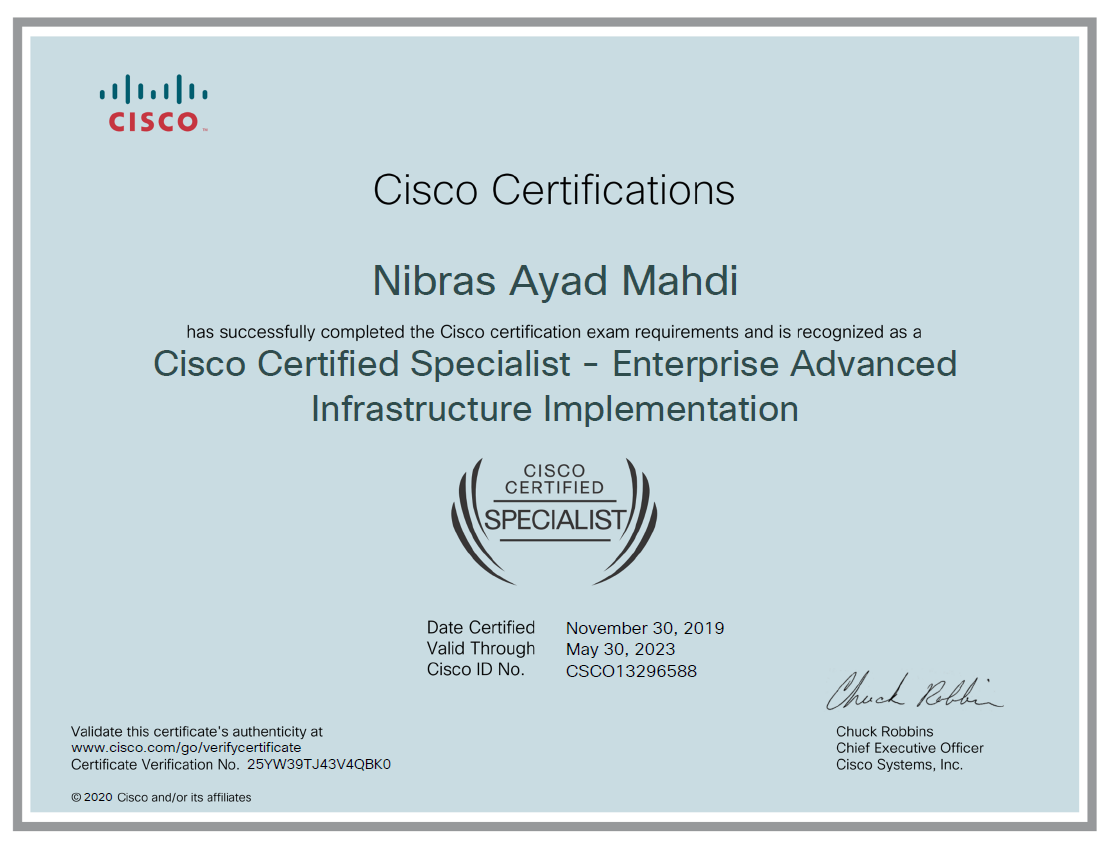 CISCO
Cisco Certifications
Nibras Ayad Mahdi
has successfully completed the Cisco certification exam requirements and is recognized as a
Cisco Certified Specialist - Enterprise Advanced
Infrastructure Implementation
CISCO
CERTIFIED
SPECIALIST
Date Certified November 30, 2019
Valid Through May 30, 2023
Cisco ID No. CSCO13296588
Chuck Robbins
Validate this certificate's authenticity at
www.cisco.com/go/verifycertificate
Certificate Verification No. 25YW39TJ43V4QBK0
Chuck Robbins
Chief Executive Officer
Cisco Systems, Inc.
© 2020 Cisco and/or its affiliates